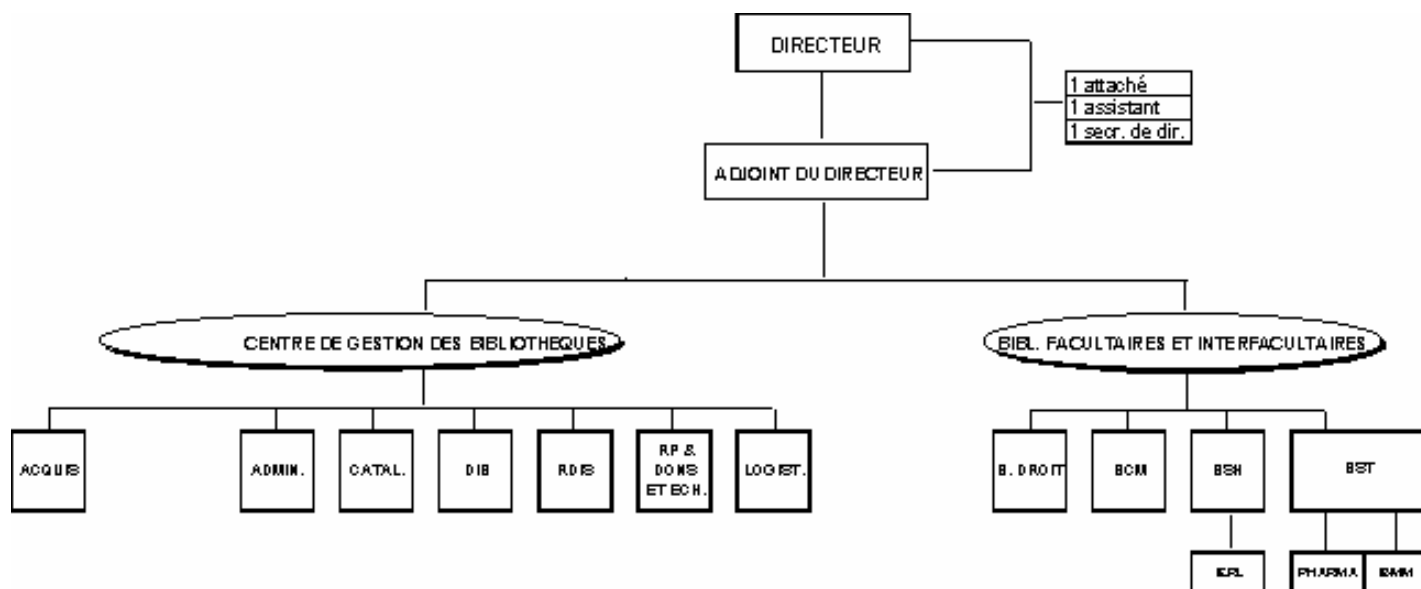 DIRECTEUR
1 attaché
1 assistant
1 secr. de dir.
ADJOINT DU DIRECTEUR
CENTRE DE GESTION DES BIBLIOTHEQUES
BIBL. FACULTAIRES ET INTERFACULTAIRES
ACQUIS
ADMIN.
CATAL.
DIB
RDIS
RP &
DONS
ET ECH.
LOGIST.
B. DROIT
BCM
BSH
BST
PHARMA